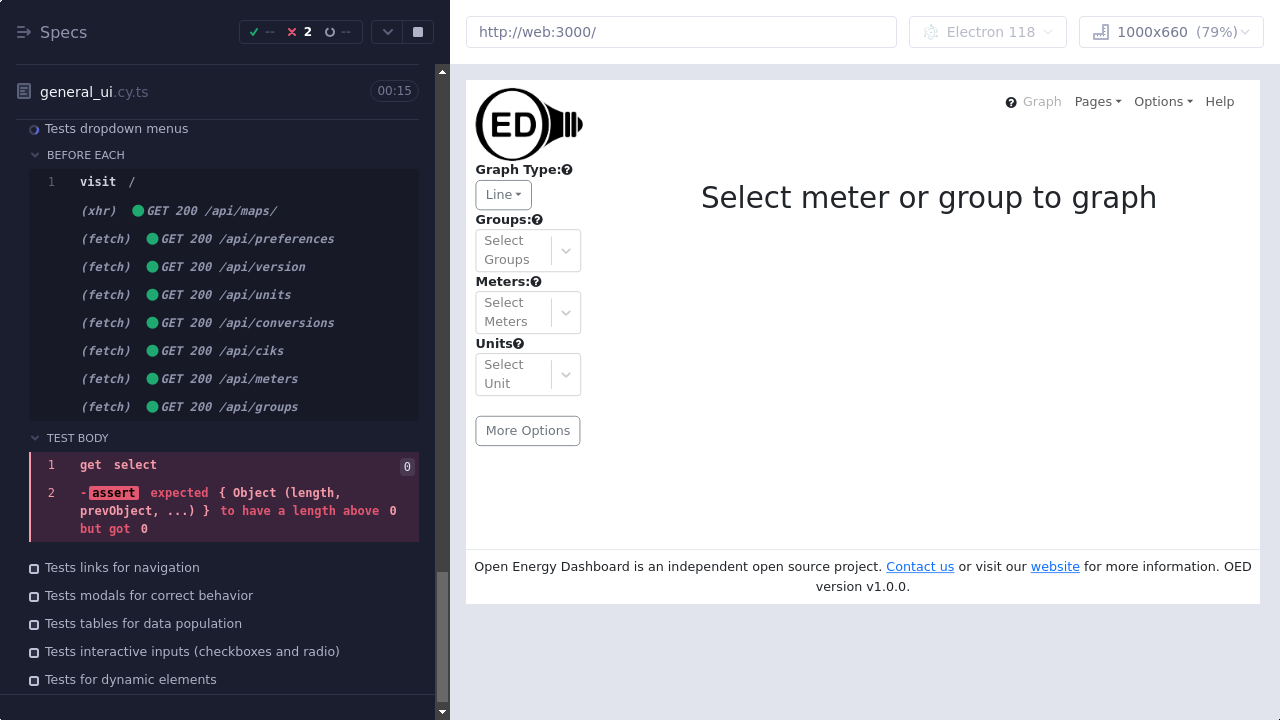 Specs
-- 2 --
general_ui.cy.ts 00:15
Tests dropdown menus
BEFORE EACH
1 visit /
(xhr) GET 200 /api/maps/
(fetch) GET 200 /api/preferences
(fetch) GET 200 /api/version
(fetch) GET 200 /api/units
(fetch) GET 200 /api/conversions
(fetch) GET 200 /api/ciks
(fetch) GET 200 /api/meters
(fetch) GET 200 /api/groups
TEST BODY
1 get select 0
2 -assert expected { Object (length,
prevObject, ...) } to have a length above 0
but got 0
Tests links for navigation
Tests modals for correct behavior
Tests tables for data population
Tests interactive inputs (checkboxes and radio)
Tests for dynamic elements
http://web:3000/ Electron 118 1000x660 (79%)
ED
Graph Pages Options Help
Graph Type:
Line
Groups:
Select
Groups
Meters:
Select
Meters
Units
Select
Unit
More Options
Select meter or group to graph
Open Energy Dashboard is an independent open source project. Contact us or visit our website for more information. OED
version v1.0.0.